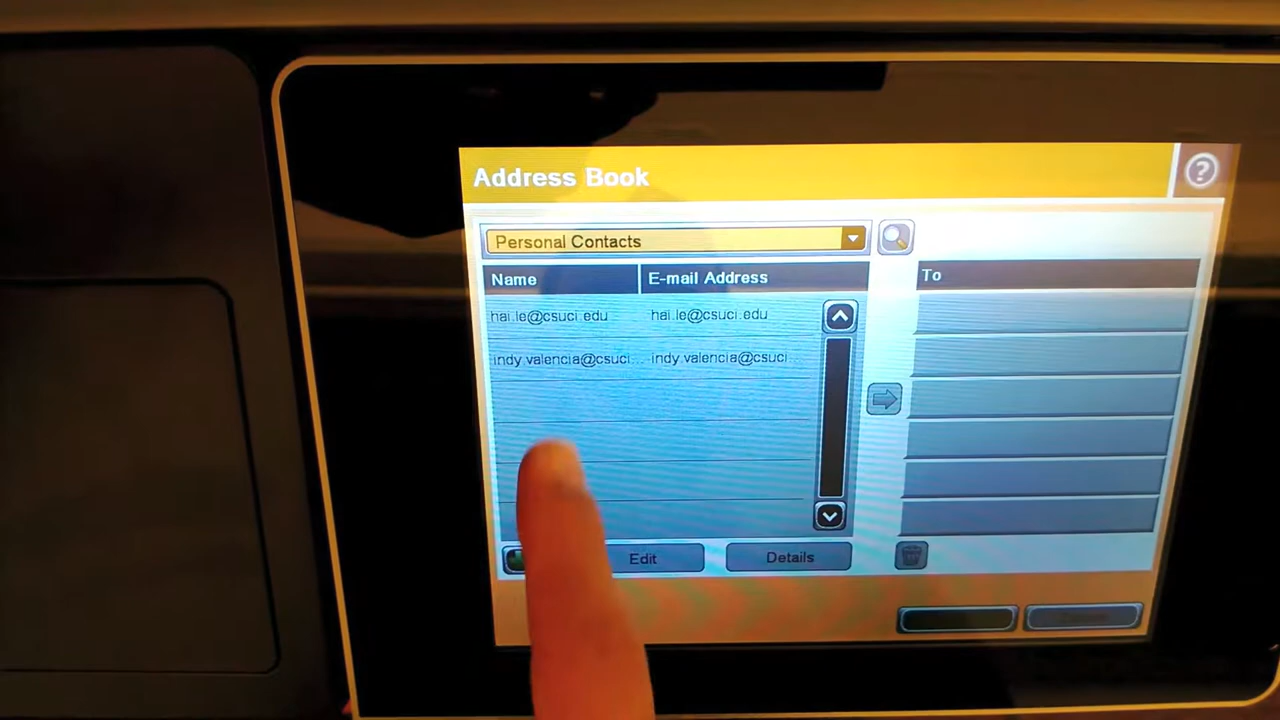 Address Book
?
Personal Contacts
Name E-mail Address To
hai.le@csuci.edu hai.le@csuci.edu
indy.valencia@csuci... indy.valencia@csuci
Edit Details